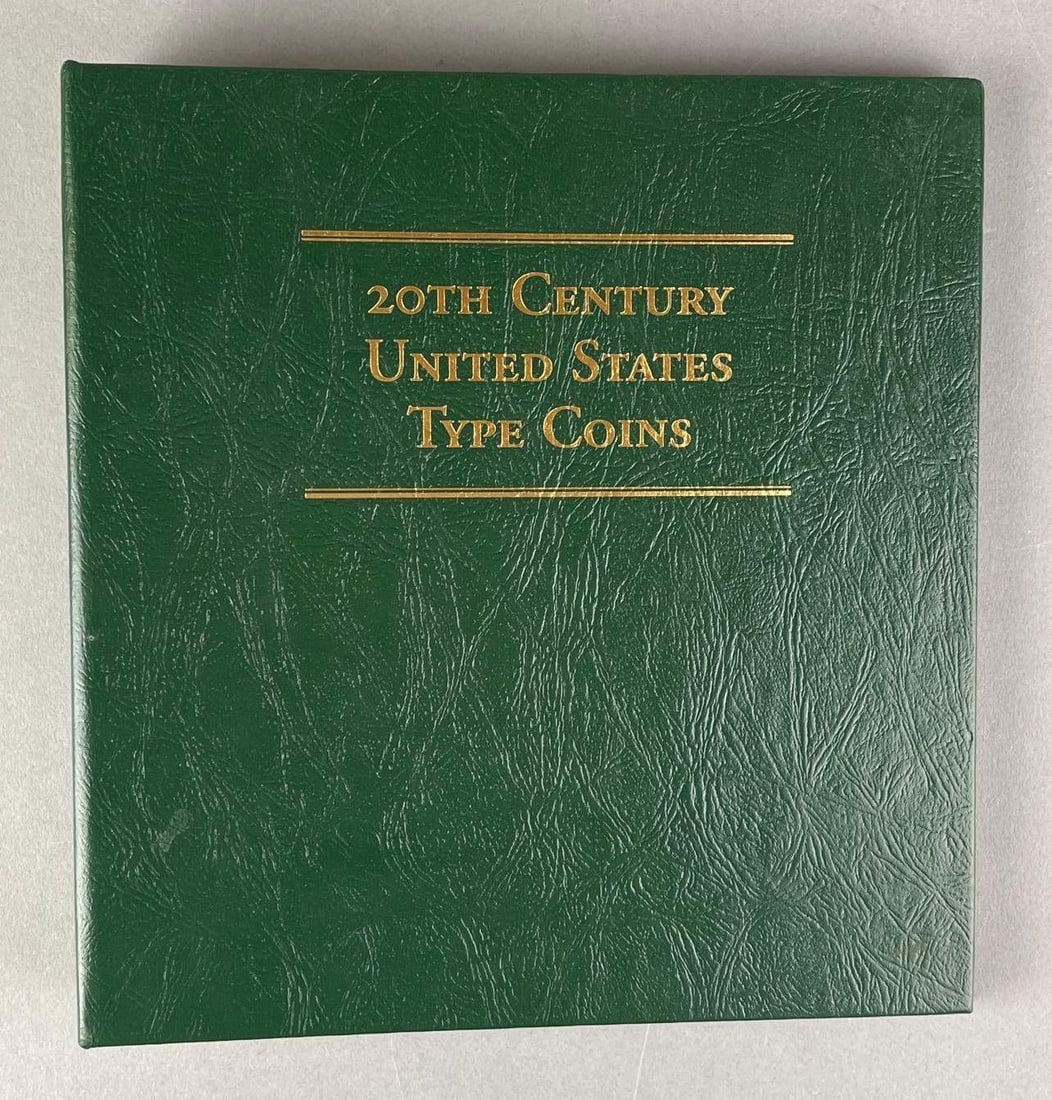 20TH CENTURY
UNITED STATES
TYPE COINS